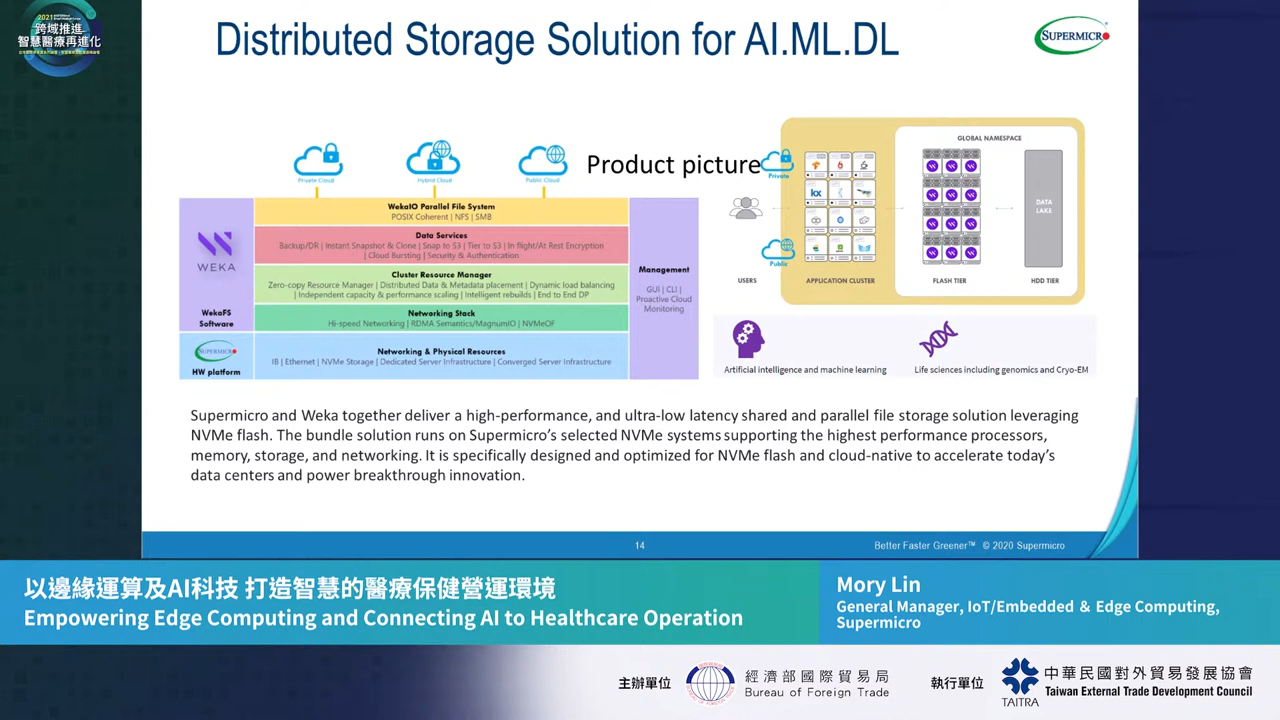 2021
跨域推進
智慧醫療再進化
Distributed Storage Solution for AI.ML.DL
SUPERMICRO
Private Cloud
Hybrid Cloud
Public Cloud
Product picture
WekaIO Parallel File System
POSIX Coherent | NFS | SMB
Data Services
Backup/DR | Instant Snapshot & Clone | Snap to S3 | Tier to S3 | In flight/At Rest Encryption
| Cloud Bursting | Security & Authentication
Cluster Resource Manager
Zero-copy Resource Manager | Distributed Data & Metadata placement | Dynamic load balancing
| Independent capacity & performance scaling | Intelligent rebuilds | End to End DP
Networking Stack
Hi-speed Networking | RDMA Semantics/MagnumIO | NVMeOF
Networking & Physical Resources
IB | Ethernet | NVMe Storage | Dedicated Server Infrastructure | Converged Server Infrastructure
WEKA
WekaFS
Software
SUPERMICRO
HW platform
Management
GUI | CLI |
Proactive Cloud
Monitoring
Private
Public
GLOBAL NAMESPACE
kx
DATA
LAKE
USERS
APPLICATION CLUSTER
FLASH TIER
HDD TIER
Artificial intelligence and machine learning
Life sciences including genomics and Cryo-EM
Supermicro and Weka together deliver a high-performance, and ultra-low latency shared and parallel file storage solution leveraging
NVMe flash. The bundle solution runs on Supermicro's selected NVMe systems supporting the highest performance processors,
memory, storage, and networking. It is specifically designed and optimized for NVMe flash and cloud-native to accelerate today's
data centers and power breakthrough innovation.
14
Better Faster Greener™ © 2020 Supermicro
以邊緣運算及AI科技 打造智慧的醫療保健營運環境
Empowering Edge Computing and Connecting AI to Healthcare Operation
Mory Lin
General Manager, IoT/Embedded & Edge Computing,
Supermicro
主辦單位
經濟部國際貿易局
Bureau of Foreign Trade
執行單位
TAITRA
中華民國對外貿易發展協會
Taiwan External Trade Development Council